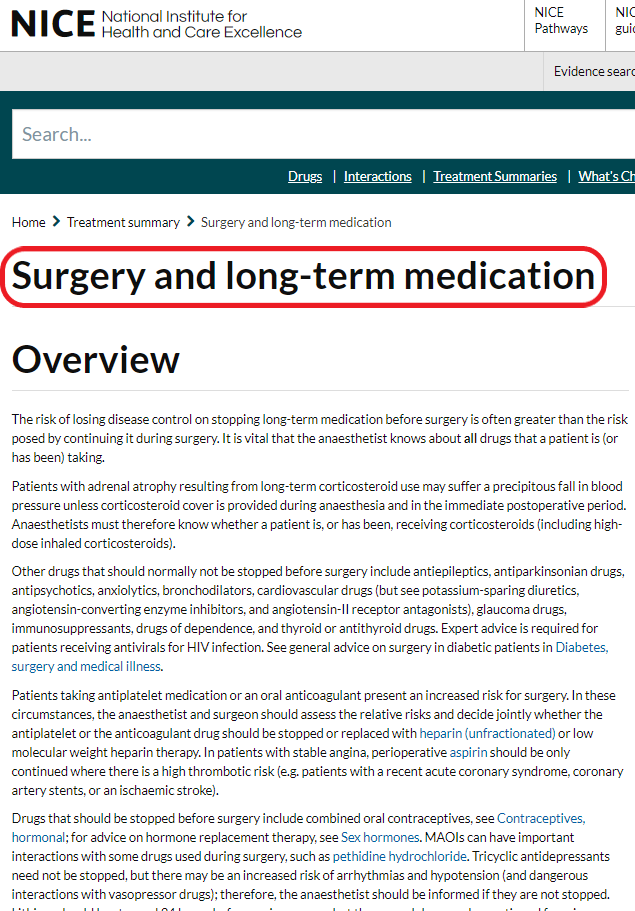 NICE National Institute for
Health and Care Excellence
NICE
Pathways
NIC
guid
Evidence searc
Search...
Drugs | Interactions | Treatment Summaries | What's Ch
Home > Treatment summary > Surgery and long-term medication
Surgery and long-term medication
Overview
The risk of losing disease control on stopping long-term medication before surgery is often greater than the risk
posed by continuing it during surgery. It is vital that the anaesthetist knows about all drugs that a patient is (or
has been) taking.
Patients with adrenal atrophy resulting from long-term corticosteroid use may suffer a precipitous fall in blood
pressure unless corticosteroid cover is provided during anaesthesia and in the immediate postoperative period.
Anaesthetists must therefore know whether a patient is, or has been, receiving corticosteroids (including high-
dose inhaled corticosteroids).
Other drugs that should normally not be stopped before surgery include antiepileptics, antiparkinsonian drugs,
antipsychotics, anxiolytics, bronchodilators, cardiovascular drugs (but see potassium-sparing diuretics,
angiotensin-converting enzyme inhibitors, and angiotensin-II receptor antagonists), glaucoma drugs,
immunosuppressants, drugs of dependence, and thyroid or antithyroid drugs. Expert advice is required for
patients receiving antivirals for HIV infection. See general advice on surgery in diabetic patients in Diabetes,
surgery and medical illness.
Patients taking antiplatelet medication or an oral anticoagulant present an increased risk for surgery. In these
circumstances, the anaesthetist and surgeon should assess the relative risks and decide jointly whether the
antiplatelet or the anticoagulant drug should be stopped or replaced with heparin (unfractionated) or low
molecular weight heparin therapy. In patients with stable angina, perioperative aspirin should be only
continued where there is a high thrombotic risk (e.g. patients with a recent acute coronary syndrome, coronary
artery stents, or an ischaemic stroke).
Drugs that should be stopped before surgery include combined oral contraceptives, see Contraceptives,
hormonal; for advice on hormone replacement therapy, see Sex hormones. MAOIs can have important
interactions with some drugs used during surgery, such as pethidine hydrochloride. Tricyclic antidepressants
need not be stopped, but there may be an increased risk of arrhythmias and hypotension (and dangerous
interactions with vasopressor drugs); therefore, the anaesthetist should be informed if they are not stopped.